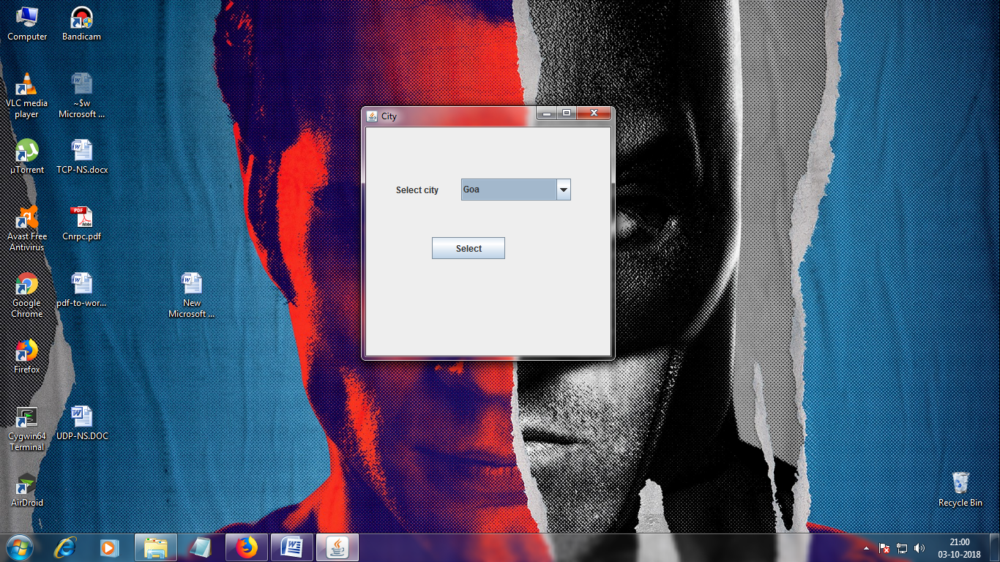 Computer
Bandicam
VLC media
player
~$w
Microsoft ...
µTorrent
TCP-NS.docx
Avast Free
Antivirus
Cnrpc.pdf
Google
Chrome
pdf-to-wor...
New
Microsoft ...
Firefox
Cygwin64
Terminal
UDP-NS.DOC
AirDroid
City
Select city
Goa
Select
Recycle Bin
21:00
03-10-2018